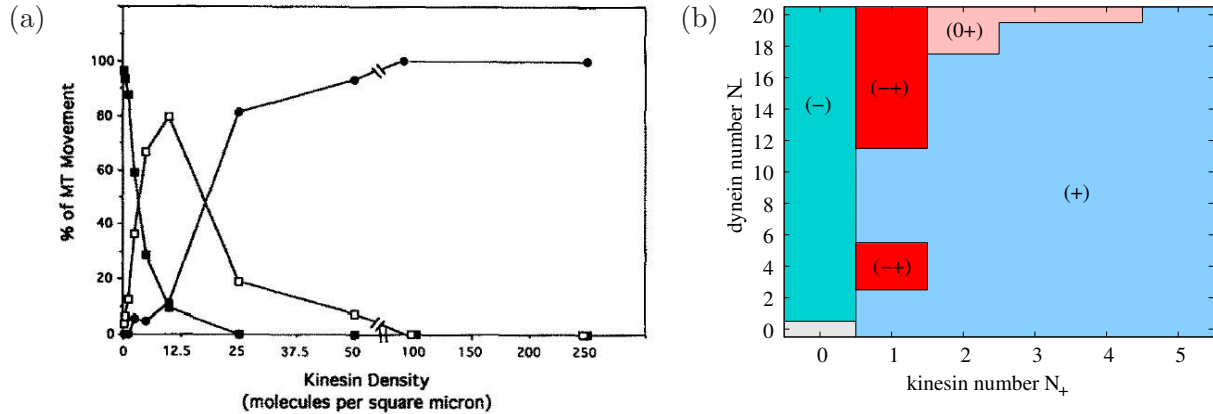 (a)
% of MT Movement
100
80
60
40
20
0
0 12.5 25 37.5 50 100 150 200 250
Kinesin Density
(molecules per square micron)
(b)
dynein number N_
20
18
16
14
12
10
8
6
4
2
0
(0+)
(−+)
(−)
(+)
(−+)
0 1 2 3 4 5
kinesin number N+